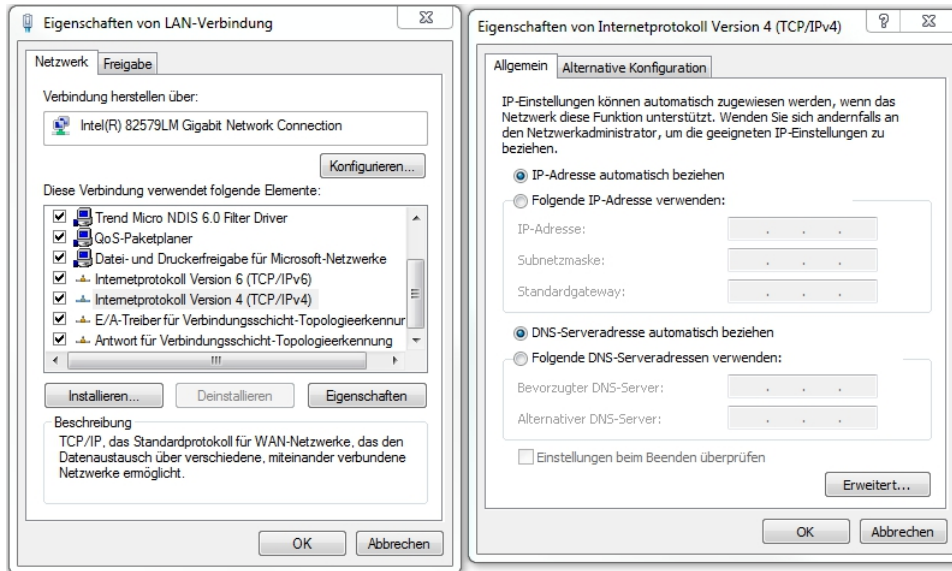 Eigenschaften von LAN-Verbindung
Netzwerk
Freigabe
Verbindung herstellen über:
Intel(R) 82579LM Gigabit Network Connection
Konfigurieren...
Diese Verbindung verwendet folgende Elemente:
Trend Micro NDIS 6.0 Filter Driver
QoS-Paketplaner
Datei- und Druckerfreigabe für Microsoft-Netzwerke
Internetprotokoll Version 6 (TCP/IPv6)
Internetprotokoll Version 4 (TCP/IPv4)
E/A-Treiber für Verbindungsschicht-Topologieerkennur
Antwort für Verbindungsschicht-Topologieerkennung
Installieren...
Deinstallieren
Eigenschaften
Beschreibung
TCP/IP, das Standardprotokoll für WAN-Netzwerke, das den
Datenaustausch über verschiedene, miteinander verbundene
Netzwerke ermöglicht.
OK
Abbrechen
Eigenschaften von Internetprotokoll Version 4 (TCP/IPv4)
Allgemein
Alternative Konfiguration
IP-Einstellungen können automatisch zugewiesen werden, wenn das
Netzwerk diese Funktion unterstützt. Wenden Sie sich andernfalls an
den Netzwerkadministrator, um die geeigneten IP-Einstellungen zu
beziehen.
IP-Adresse automatisch beziehen
Folgende IP-Adresse verwenden:
IP-Adresse:
Subnetzmaske:
Standardgateway:
DNS-Serveradresse automatisch beziehen
Folgende DNS-Serveradressen verwenden:
Bevorzugter DNS-Server:
Alternativer DNS-Server:
Einstellungen beim Beenden überprüfen
Erweitert...
OK
Abbrechen